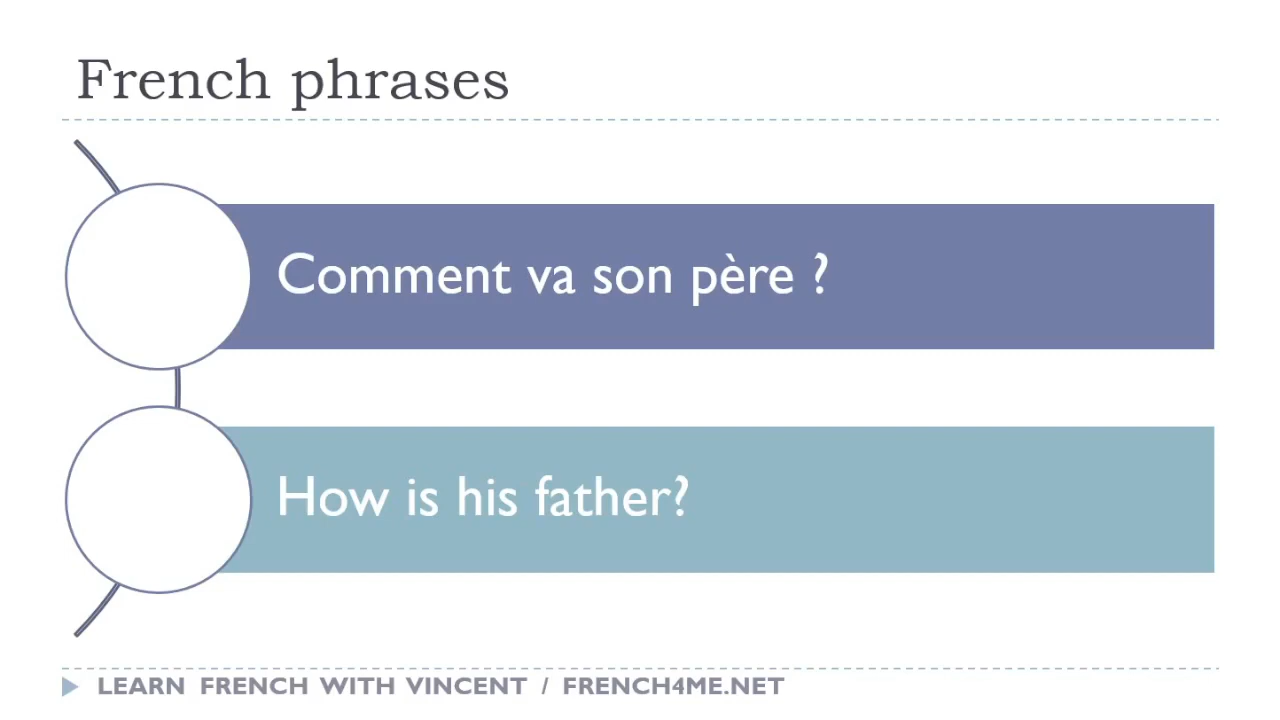 French phrases
Comment va son père ?
How is his father?
LEARN FRENCH WITH VINCENT / FRENCH4ME.NET